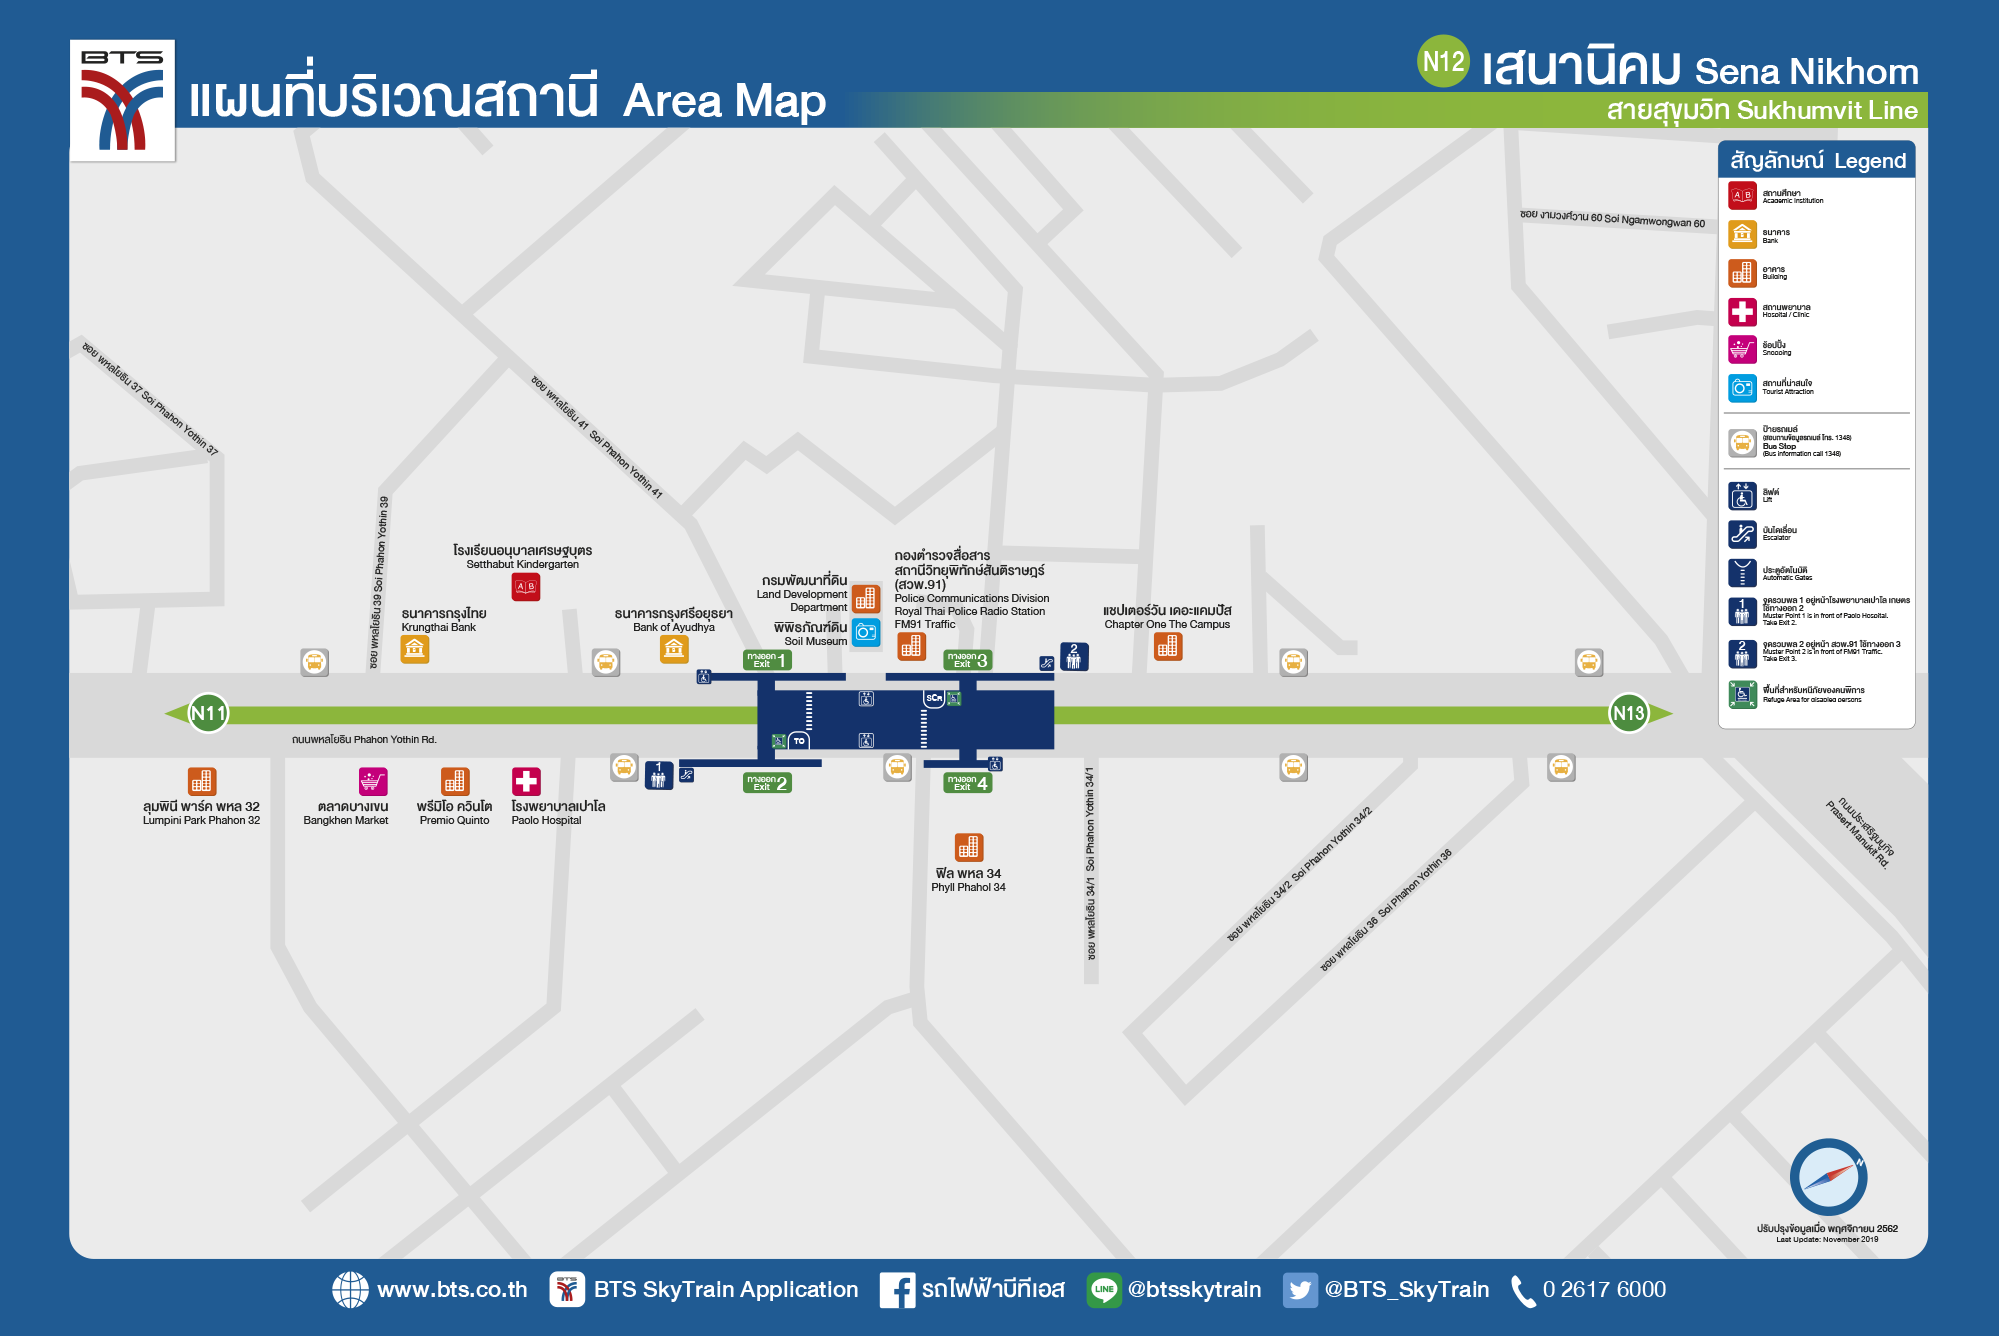 BTS
แผนที่บริเวณสถานี Area Map
N12 เสนานิคม Sena Nikhom
สายสุขุมวิท Sukhumvit Line
สัญลักษณ์ Legend
A B
สถานศึกษา
Academic Institution
ธนาคาร
Bank
อาคาร
Building
สถานพยาบาล
Hospital / Clinic
ช้อปปิ้ง
Shopping
สถานที่น่าสนใจ
Tourist Attraction
ป้ายรถเมล์
(สอบถามข้อมูลรถเมล์ โทร. 1348)
Bus Stop
(Bus information call 1348)
ลิฟต์
Lift
บันไดเลื่อน
Escalator
ประตูอัตโนมัติ
Automatic Gates
1
จุดรวมพล 1 อยู่หน้าโรงพยาบาลเปาโล เกษตร
ใช้ทางออก 2
Muster Point 1 is in front of Paolo Hospital.
Take Exit 2.
2
จุดรวมพล 2 อยู่หน้า สวพ.91 ใช้ทางออก 3
Muster Point 2 is in front of FM91 Traffic.
Take Exit 3.
พื้นที่สำหรับหนีภัยของคนพิการ
Refuge Area for disabled persons
ซอย งามวงศ์วาน 60 Soi Ngamwongwan 60
ซอย พหลโยธิน 37 Soi Phahon Yothin 37
ซอย พหลโยธิน 41 Soi Phahon Yothin 41
ซอย พหลโยธิน 39 Soi Phahon Yothin 39
โรงเรียนอนุบาลเศรษฐบุตร
Setthabut Kindergarten
A B
ธนาคารกรุงไทย
Krungthai Bank
ธนาคารกรุงศรีอยุธยา
Bank of Ayudhya
กรมพัฒนาที่ดิน
Land Development
Department
พิพิธภัณฑ์ดิน
Soil Museum
กองตำรวจสื่อสาร
สถานีวิทยุพิทักษ์สันติราษฎร์
(สวพ.91)
Police Communications Division
Royal Thai Police Radio Station
FM91 Traffic
แชปเตอร์วัน เดอะแคมปัส
Chapter One The Campus
ทางออก
Exit 1
ทางออก
Exit 3
2
N11
SCR
TO
N13
ถนนพหลโยธิน Phahon Yothin Rd.
1
ทางออก
Exit 2
ทางออก
Exit 4
ลุมพินี พาร์ค พหล 32
Lumpini Park Phahon 32
ตลาดบางเขน
Bangkhen Market
พรีมิโอ ควินโต
Premio Quinto
โรงพยาบาลเปาโล
Paolo Hospital
ฟิล พหล 34
Phyll Phahol 34
ซอย พหลโยธิน 34/1 Soi Phahon Yothin 34/1
ซอย พหลโยธิน 34/2 Soi Phahon Yothin 34/2
ซอย พหลโยธิน 36 Soi Phahon Yothin 36
ถนนประเสริฐมนูกิจ
Prasert Manukit Rd.
N
ปรับปรุงข้อมูลเมื่อ พฤศจิกายน 2562
Last Update: November 2019
www.bts.co.th
BTS
BTS SkyTrain Application
รถไฟฟ้าบีทีเอส
LINE
@btsskytrain
@BTS_SkyTrain
0 2617 6000